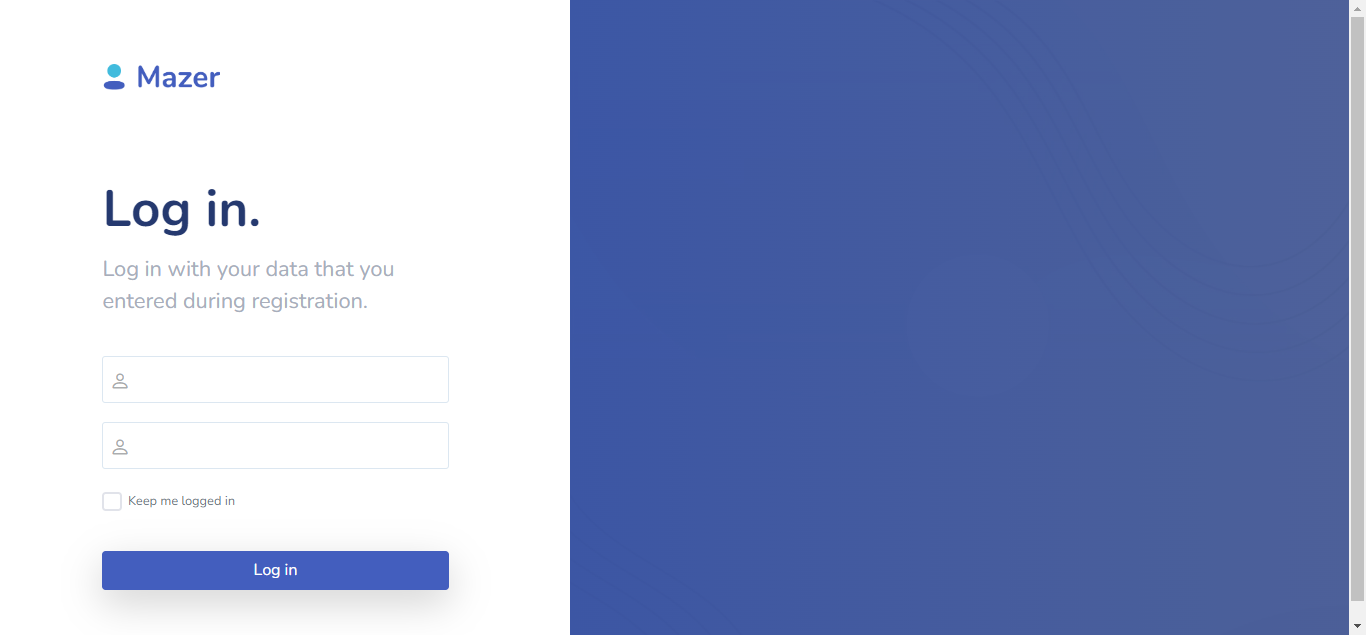 Mazer
Log in.
Log in with your data that you
entered during registration.
Keep me logged in
Log in